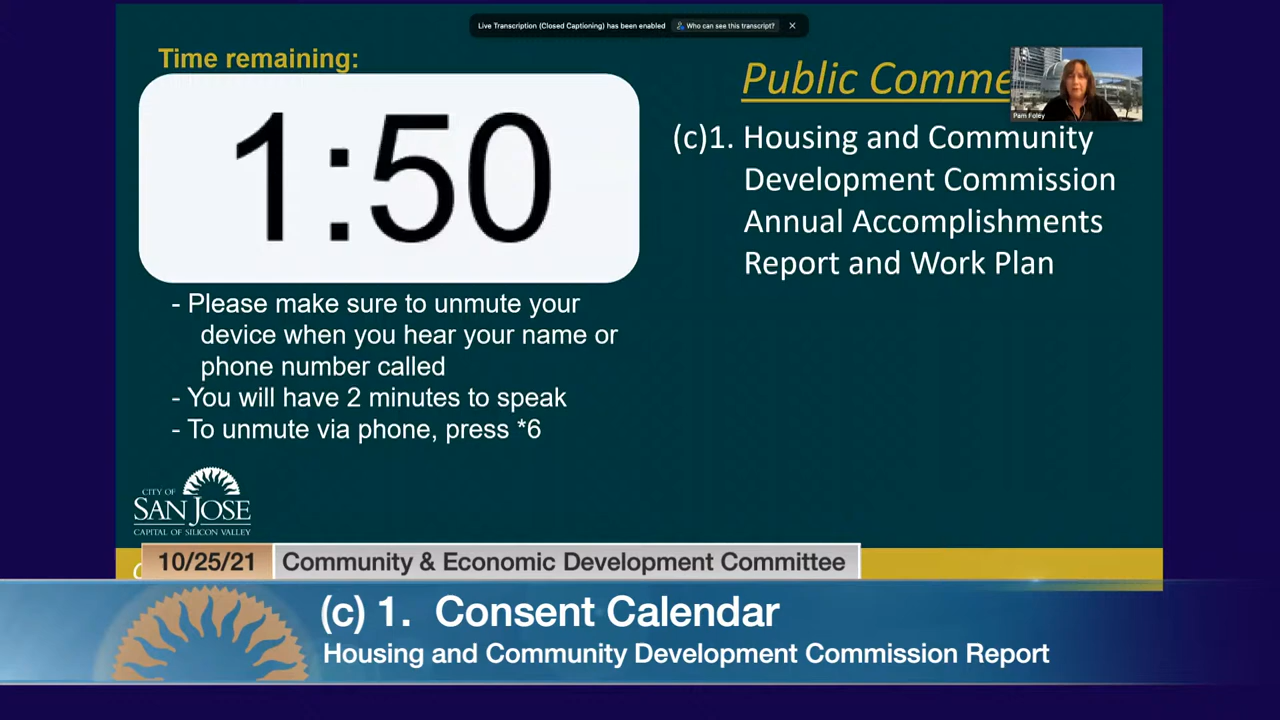 Live Transcription (Closed Captioning) has been enabled
Who can see this transcript?
Time remaining:
1:50
- Please make sure to unmute your
device when you hear your name or
phone number called
- You will have 2 minutes to speak
- To unmute via phone, press *6
Public Comme
Pam Foley
(c)1. Housing and Community
Development Commission
Annual Accomplishments
Report and Work Plan
CITY OF
SAN JOSE
CAPITAL OF SILICON VALLEY
10/25/21
Community & Economic Development Committee
(c) 1. Consent Calendar
Housing and Community Development Commission Report